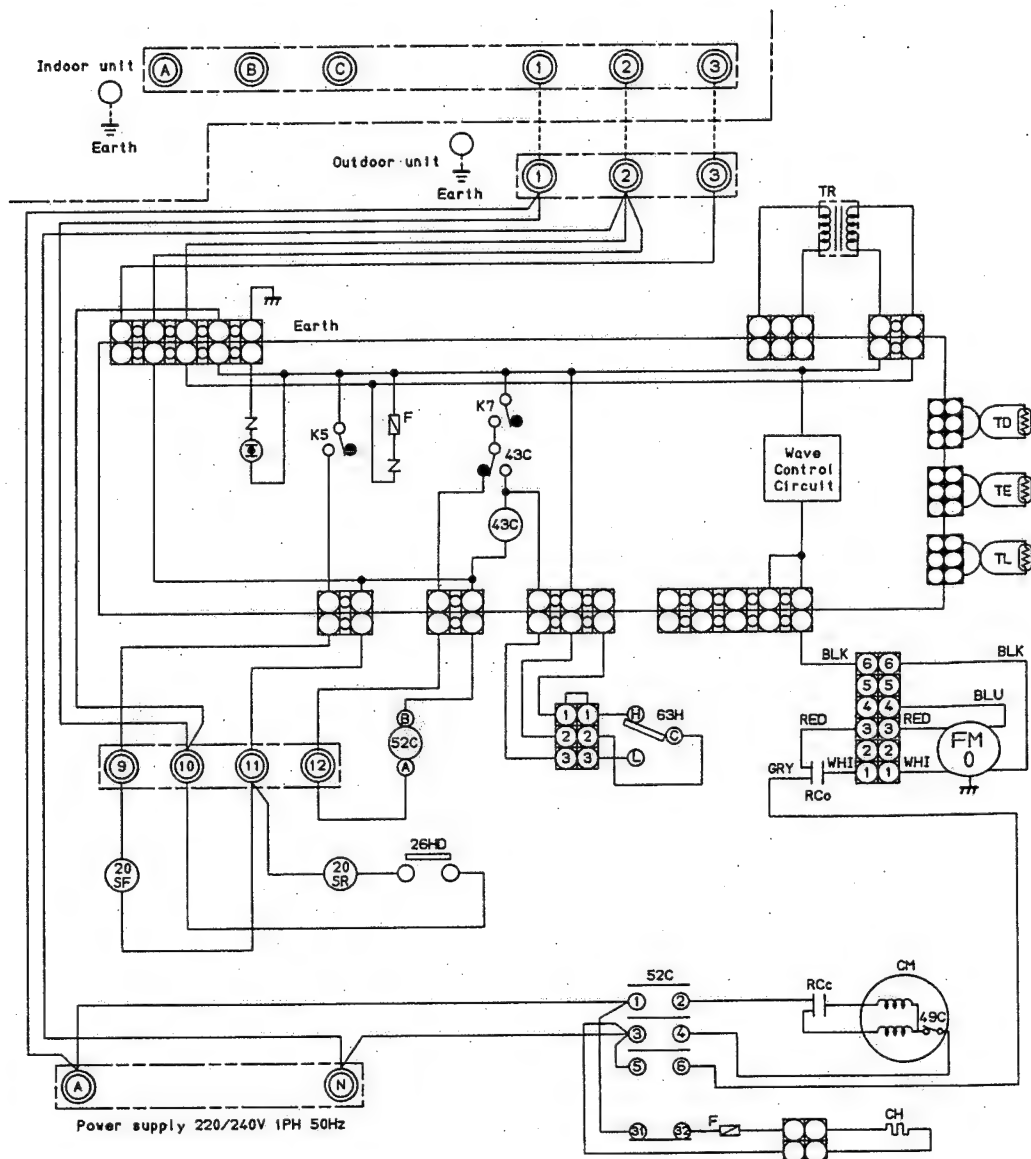 Indoor unit
A B C 1 2 3
Earth
Outdoor unit
Earth
1 2 3
TR
Earth
K5
F
K7
43C
43C
Wave
Control
Circuit
TD
TE
TL
BLK 6 6 BLK
5 5
4 4 BLU
RED 3 3 RED
2 2
GRY WHI 1 1 WHI
RCo
FM
0
B
52C
A
1 1 H 63H
2 2 C
3 3 L
9 10 11 12
26HD
20
SF
20
SR
52C
1 2
3 4
5 6
RCc
CM
49C
A N
Power supply 220/240V 1PH 50Hz
31 32 F
CH